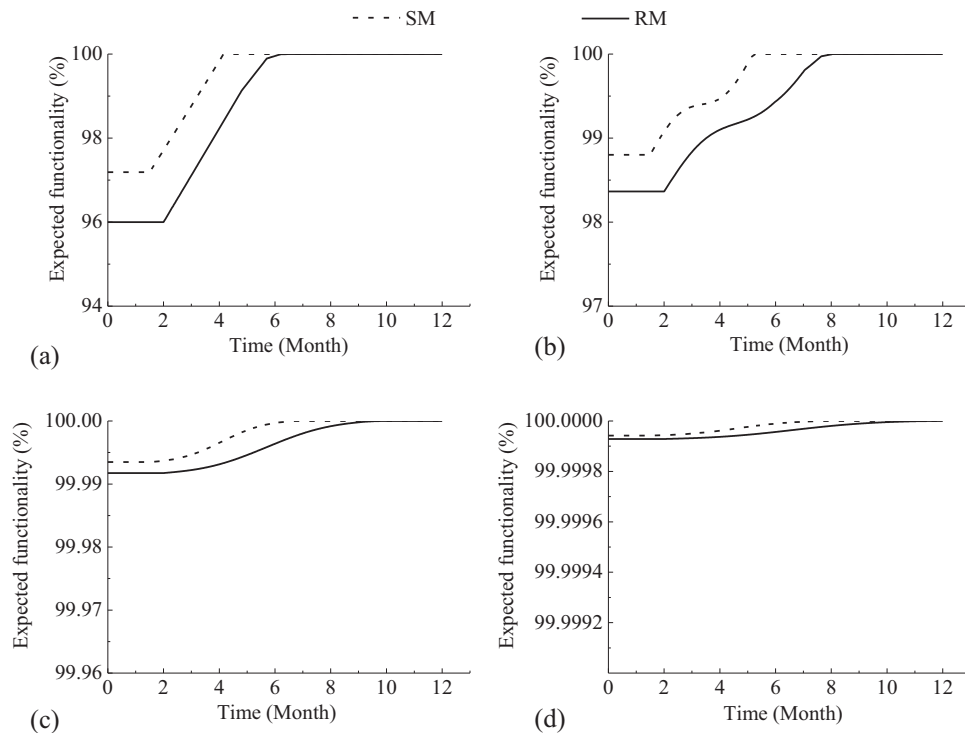 SM RM
100
98
96
94
Expected functionality (%)
0 2 4 6 8 10 12
Time (Month)
(a)
100
99
98
97
Expected functionality (%)
0 2 4 6 8 10 12
Time (Month)
(b)
100.00
99.99
99.98
99.97
99.96
Expected functionality (%)
0 2 4 6 8 10 12
Time (Month)
(c)
100.0000
99.9998
99.9996
99.9994
99.9992
Expected functionality (%)
0 2 4 6 8 10 12
Time (Month)
(d)